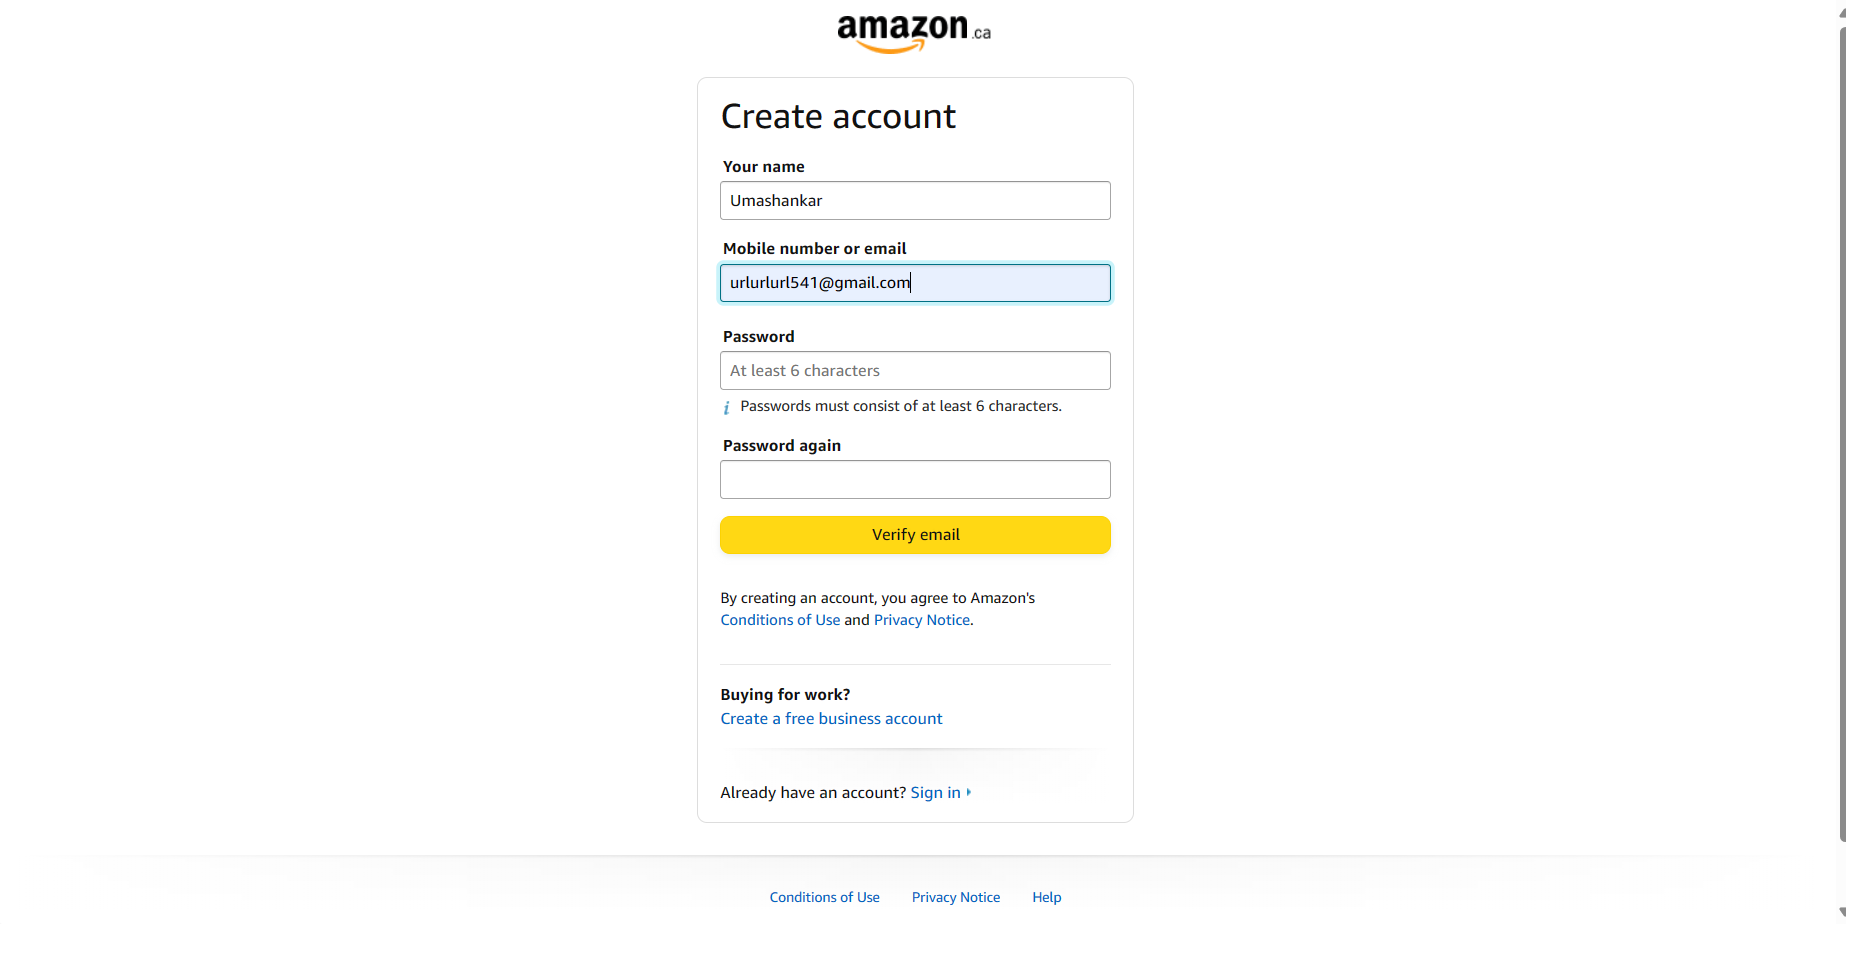 amazon.ca
Create account
Your name
Umashankar
Mobile number or email
urlurlurl541@gmail.com
Password
At least 6 characters
i Passwords must consist of at least 6 characters.
Password again
Verify email
By creating an account, you agree to Amazon's
Conditions of Use and Privacy Notice.
Buying for work?
Create a free business account
Already have an account? Sign in
Conditions of Use Privacy Notice Help